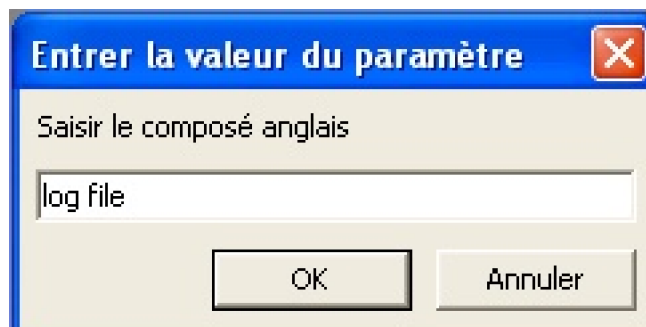 Entrer la valeur du paramètre
Saisir le composé anglais
log file
OK Annuler